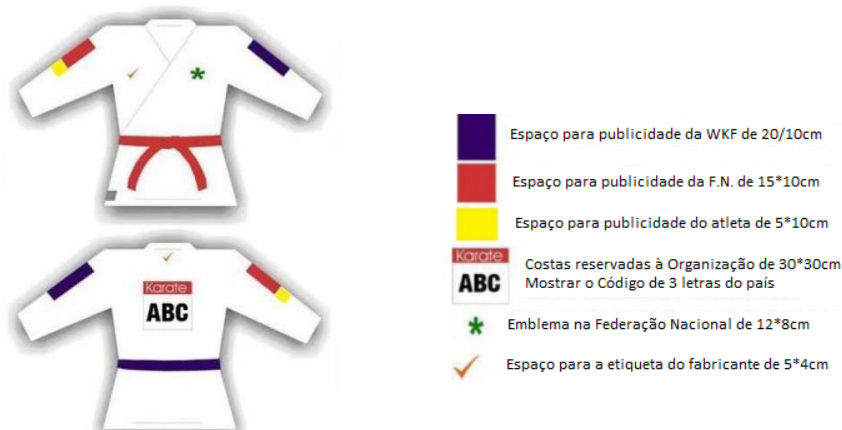 Espaço para publicidade da WKF de 20/10cm
Espaço para publicidade da F.N. de 15*10cm
Espaço para publicidade do atleta de 5*10cm
Karate
ABC
Costas reservadas à Organização de 30*30cm
Mostrar o Código de 3 letras do país
Karate
ABC
Emblema na Federação Nacional de 12*8cm
Espaço para a etiqueta do fabricante de 5*4cm